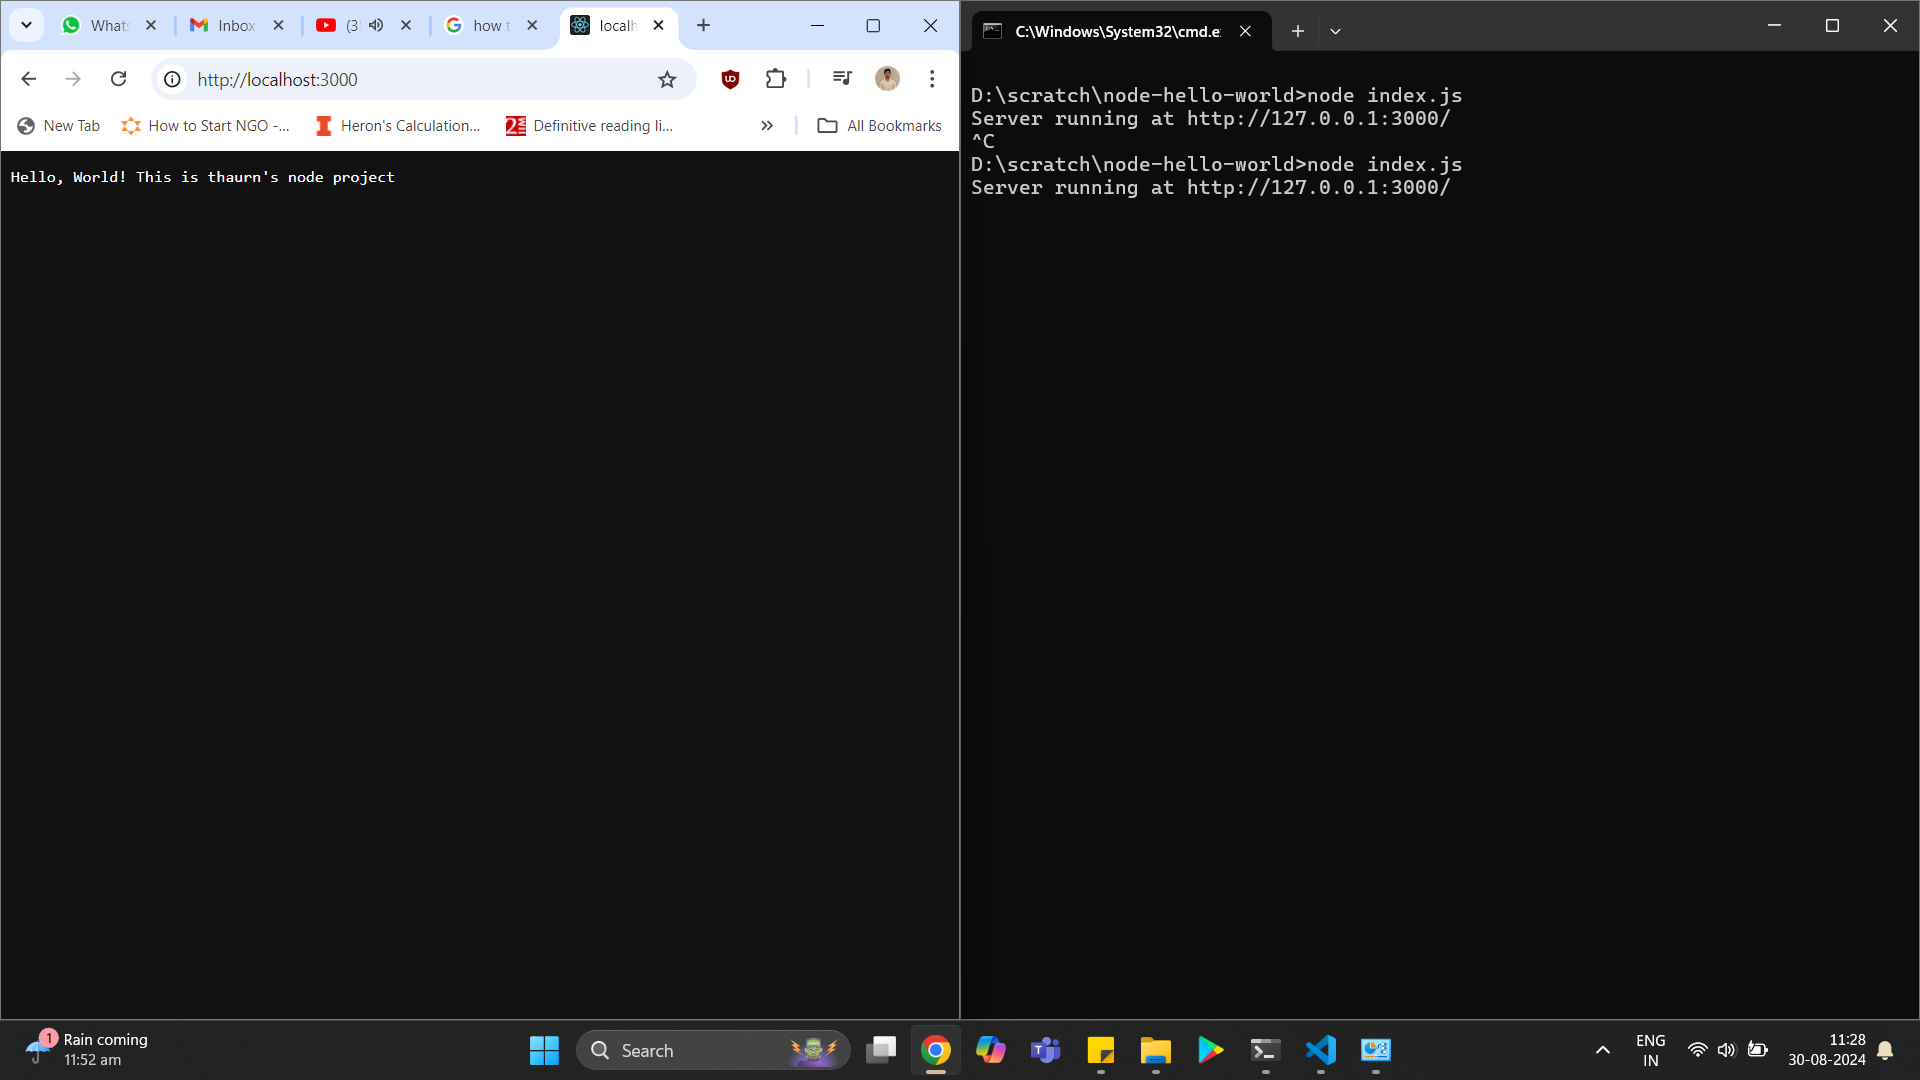 Whats
Inbox
(3
how t
localh
http://localhost:3000
New Tab
How to Start NGO -...
Heron's Calculation...
Definitive reading li...
All Bookmarks
Hello, World! This is thaurn's node project
C:\Windows\System32\cmd.e
D:\scratch\node-hello-world>node index.js
Server running at http://127.0.0.1:3000/
^C
D:\scratch\node-hello-world>node index.js
Server running at http://127.0.0.1:3000/
1
Rain coming
11:52 am
Search
ENG
IN
11:28
30-08-2024